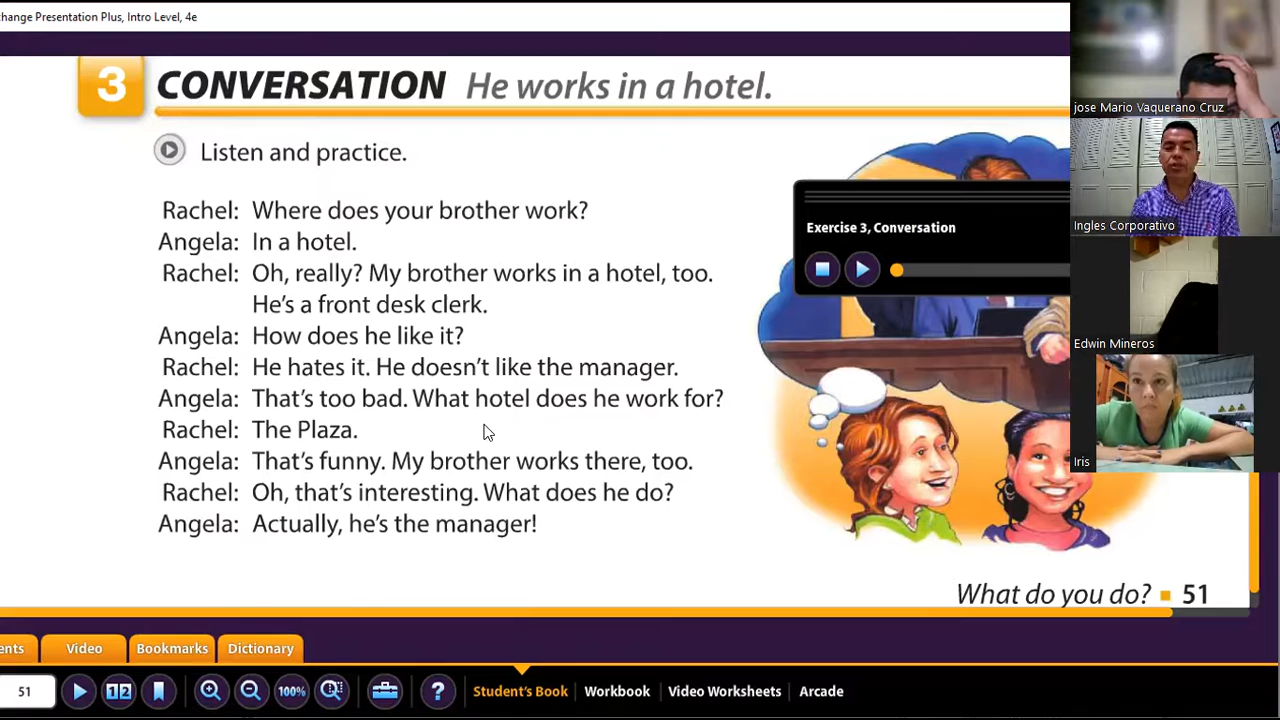 hange Presentation Plus, Intro Level, 4e
3 CONVERSATION He works in a hotel.
Listen and practice.
Rachel: Where does your brother work?
Angela: In a hotel.
Rachel: Oh, really? My brother works in a hotel, too.
He's a front desk clerk.
Angela: How does he like it?
Rachel: He hates it. He doesn't like the manager.
Angela: That's too bad. What hotel does he work for?
Rachel: The Plaza.
Angela: That's funny. My brother works there, too.
Rachel: Oh, that's interesting. What does he do?
Angela: Actually, he's the manager!
Exercise 3, Conversation
What do you do? 51
jose Mario Vaquerano Cruz
Ingles Corporativo
Edwin Mineros
Iris
ents Video Bookmarks Dictionary
51 1 2 100% ? Student's Book Workbook Video Worksheets Arcade